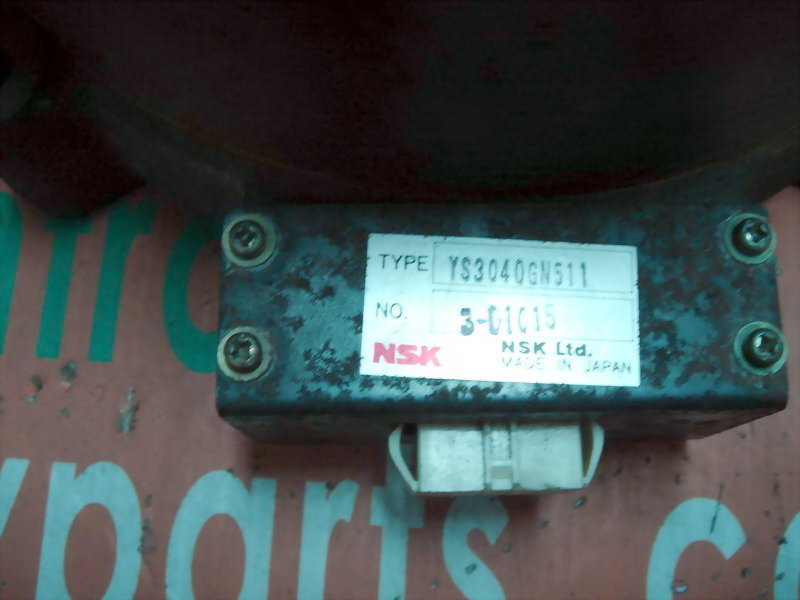 TYPE YS3040GN511
NO. 3-C1C15
NSK NSK Ltd.
MADE IN JAPAN